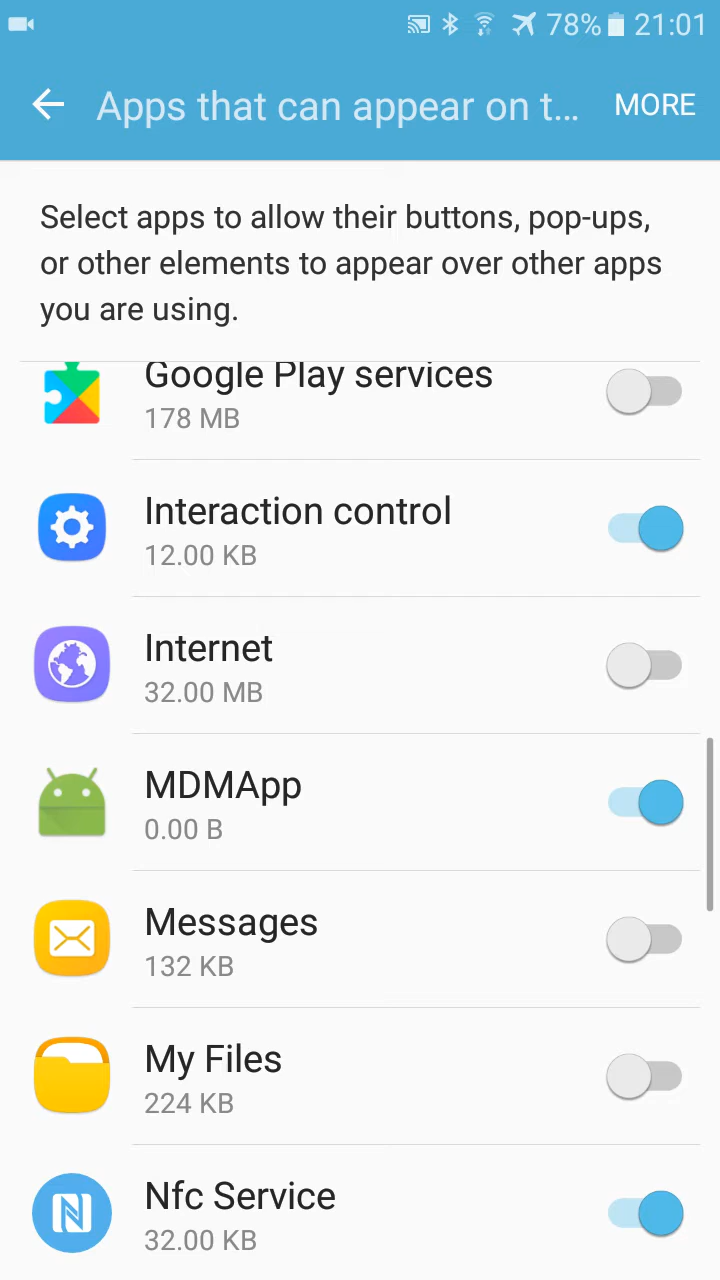 78% 21:01
Apps that can appear on t... MORE
Select apps to allow their buttons, pop-ups,
or other elements to appear over other apps
you are using.
Google Play services
178 MB
Interaction control
12.00 KB
Internet
32.00 MB
MDMApp
0.00 B
Messages
132 KB
My Files
224 KB
Nfc Service
32.00 KB